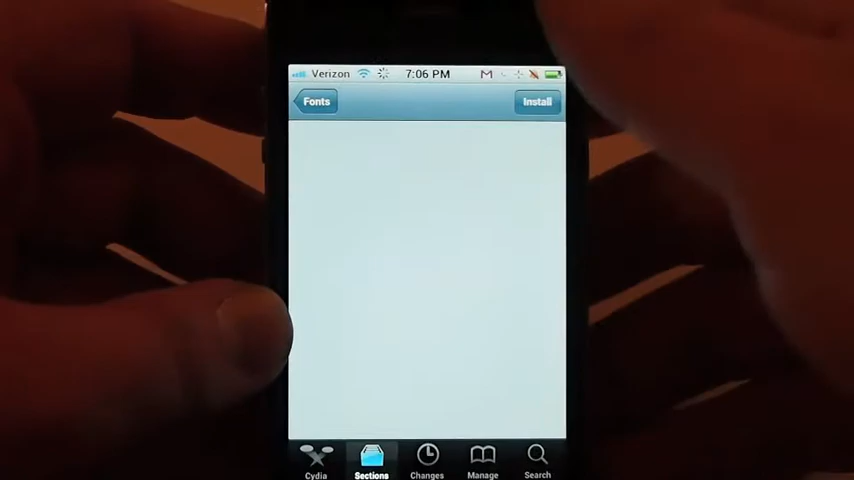 Verizon 7:06 PM
Fonts Install
Cydia Sections Changes Manage Search